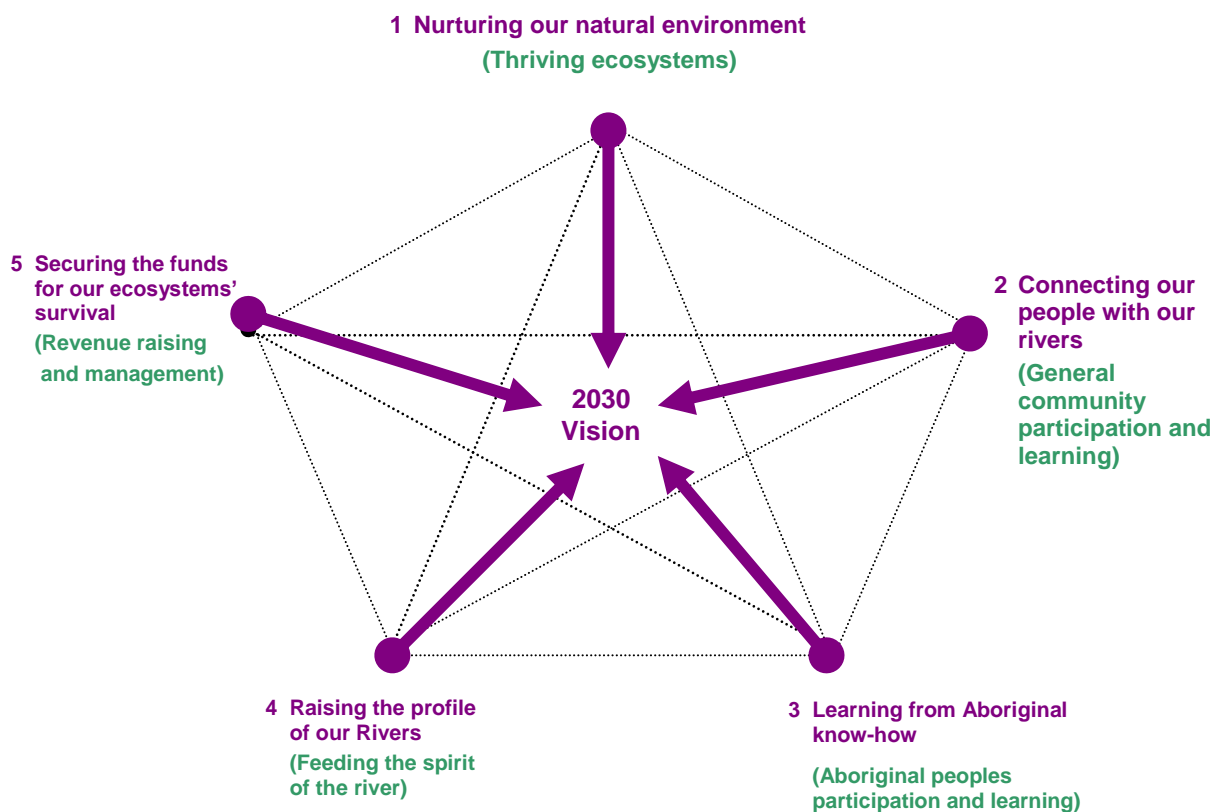 1 Nurturing our natural environment
(Thriving ecosystems)
5 Securing the funds
for our ecosystems’
survival
(Revenue raising
and management)
2 Connecting our
people with our
rivers
(General
community
participation and
learning)
2030
Vision
4 Raising the profile
of our Rivers
(Feeding the spirit
of the river)
3 Learning from Aboriginal
know-how
(Aboriginal peoples
participation and learning)